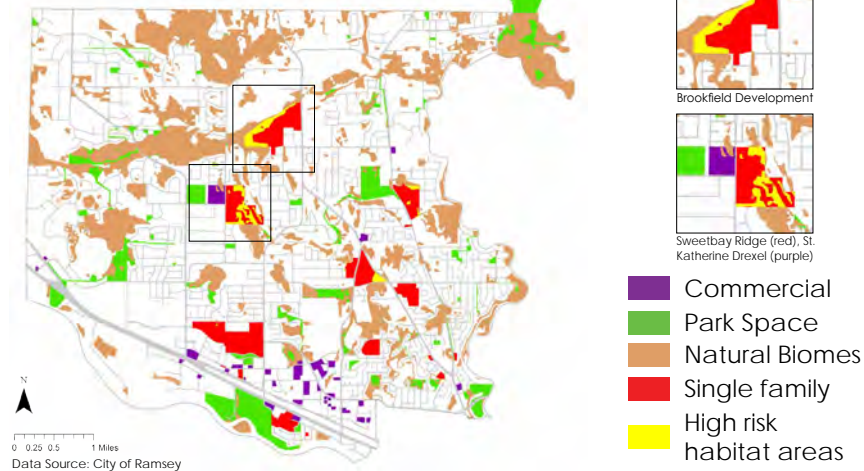 Brookfield Development
Sweetbay Ridge (red), St.
Katherine Drexel (purple)
Commercial
Park Space
Natural Biomes
Single family
High risk
habitat areas
N
0 0.25 0.5 1 Miles
Data Source: City of Ramsey